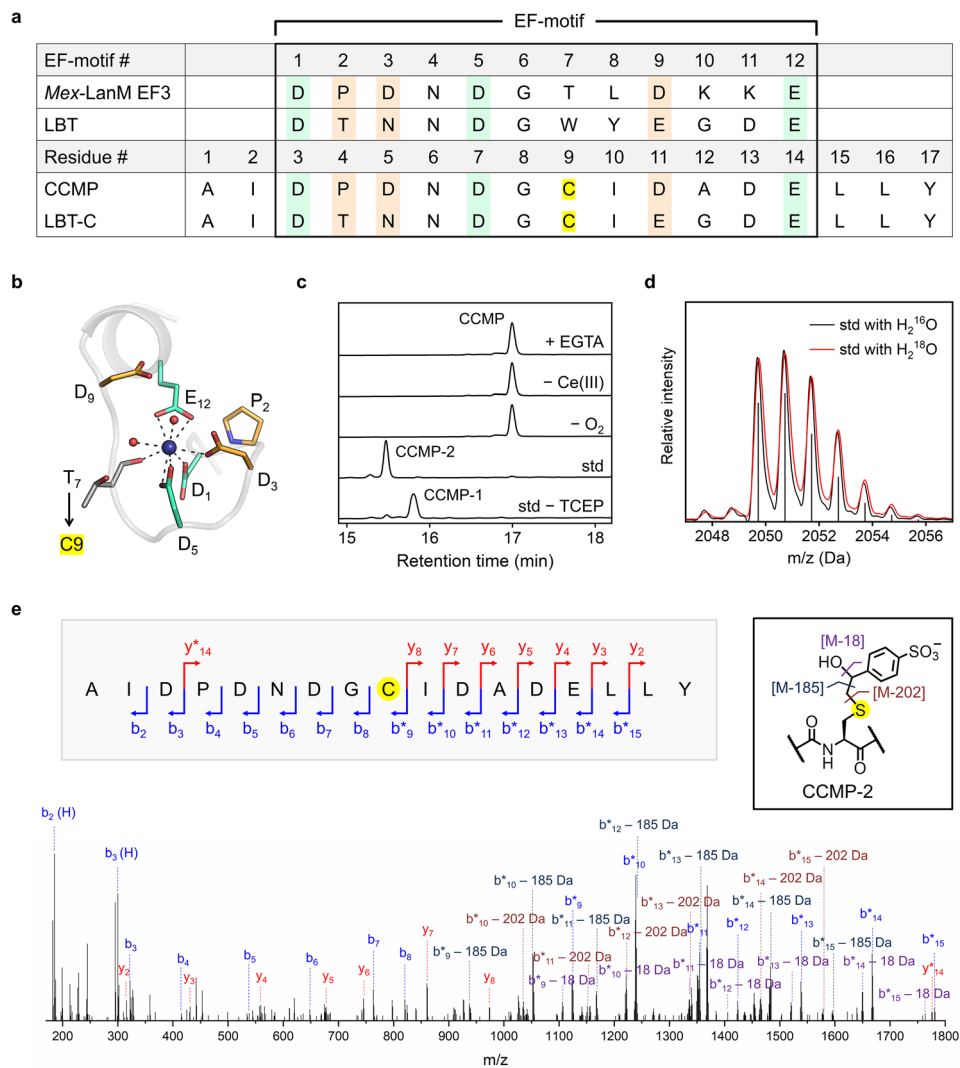 a
EF-motif
EF-motif # 1 2 3 4 5 6 7 8 9 10 11 12
Mex-LanM EF3 D P D N D G T L D K K E
LBT D T N N D G W Y E G D E
Residue # 1 2 3 4 5 6 7 8 9 10 11 12 13 14 15 16 17
CCMP A I D P D N D G C I D A D E L L Y
LBT-C A I D T N N D G C I E G D E L L Y
b
D9
E12
P2
T7
D1
D3
C9
D5
c
CCMP
+ EGTA
− Ce(III)
− O2
CCMP-2
std
CCMP-1
std − TCEP
15 16 17 18
Retention time (min)
d
Relative intensity
std with H2¹⁶O
std with H2¹⁸O
2048 2050 2052 2054 2056
m/z (Da)
e
y*14 y8 y7 y6 y5 y4 y3 y2
A I D P D N D G C I D A D E L L Y
b2 b3 b4 b5 b6 b7 b8 b*9 b*10 b*11 b*12 b*13 b*14 b*15
[M-18]
SO3−
HO
[M-185]
[M-202]
S
N
H
O
O
CCMP-2
b2 (H)
b*12 – 185 Da
b3 (H)
b*13 – 185 Da
b*15 – 202 Da
b*10
b*10 – 185 Da
b*14 – 202 Da
b*9
b*13 – 202 Da
b*14 – 185 Da
b*10 – 202 Da
b*11 – 185 Da
b*11
b*12
b*13
b*14
b*12 – 202 Da
b3
b7
b8
y7
b*9 – 185 Da
b*15 – 185 Da
b*15
b4
b5
b6
b*11 – 202 Da
y2
y3
y4
y5
y6
y8
b*9 – 18 Da
b*10 – 18 Da
b*11 – 18 Da
b*12 – 18 Da
b*13 – 18 Da
b*14 – 18 Da
y*14
b*15 – 18 Da
200 300 400 500 600 700 800 900 1000 1100 1200 1300 1400 1500 1600 1700 1800
m/z